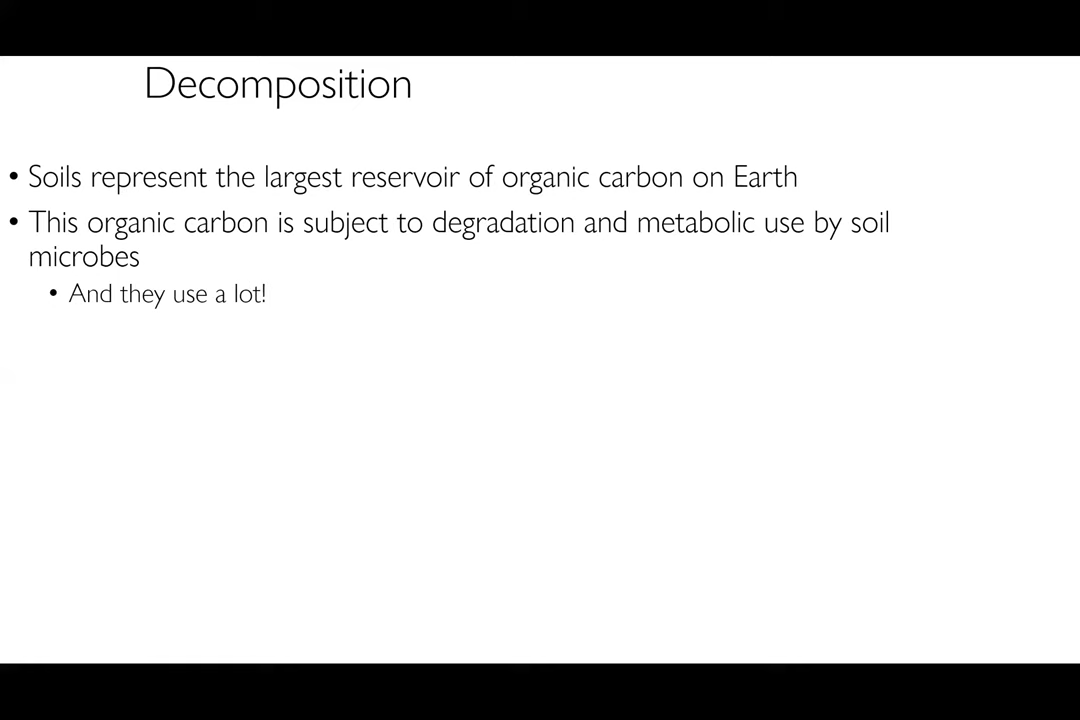 Decomposition
• Soils represent the largest reservoir of organic carbon on Earth
• This organic carbon is subject to degradation and metabolic use by soil
microbes
• And they use a lot!